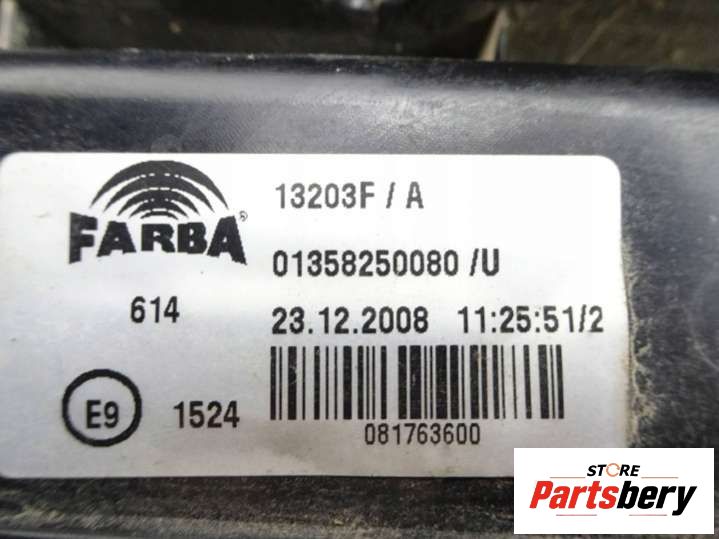 FARBA®
13203F / A
01358250080 /U
614
23.12.2008 11:25:51/2
E9
1524
081763600
STORE
Partsbery